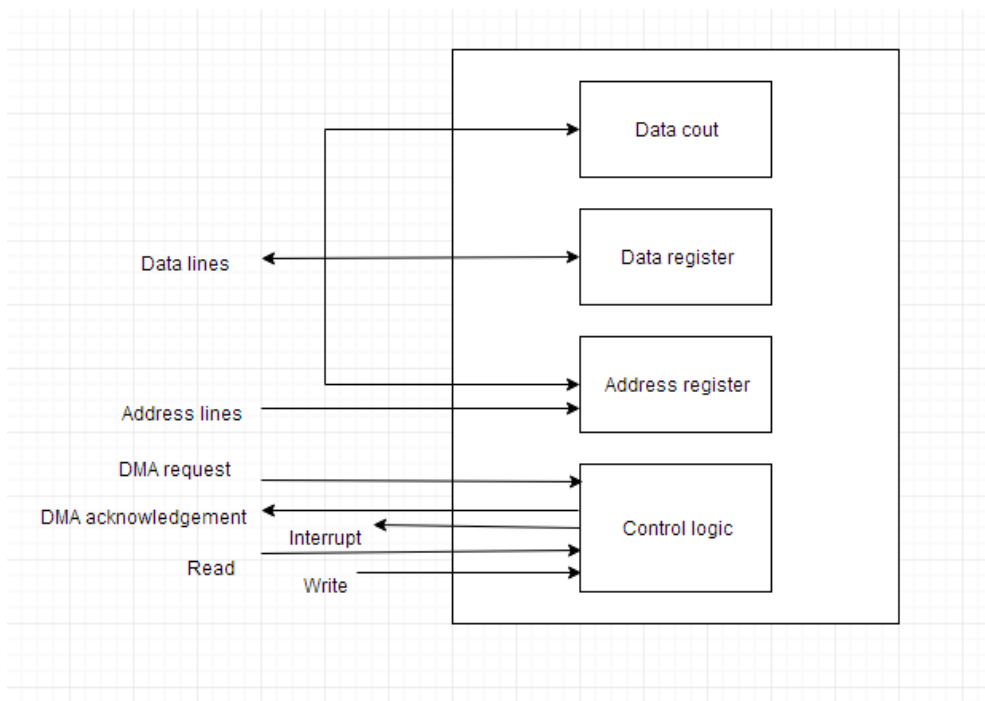 Data cout
Data lines
Data register
Address register
Address lines
DMA request
DMA acknowledgement
Interrupt
Control logic
Read
Write